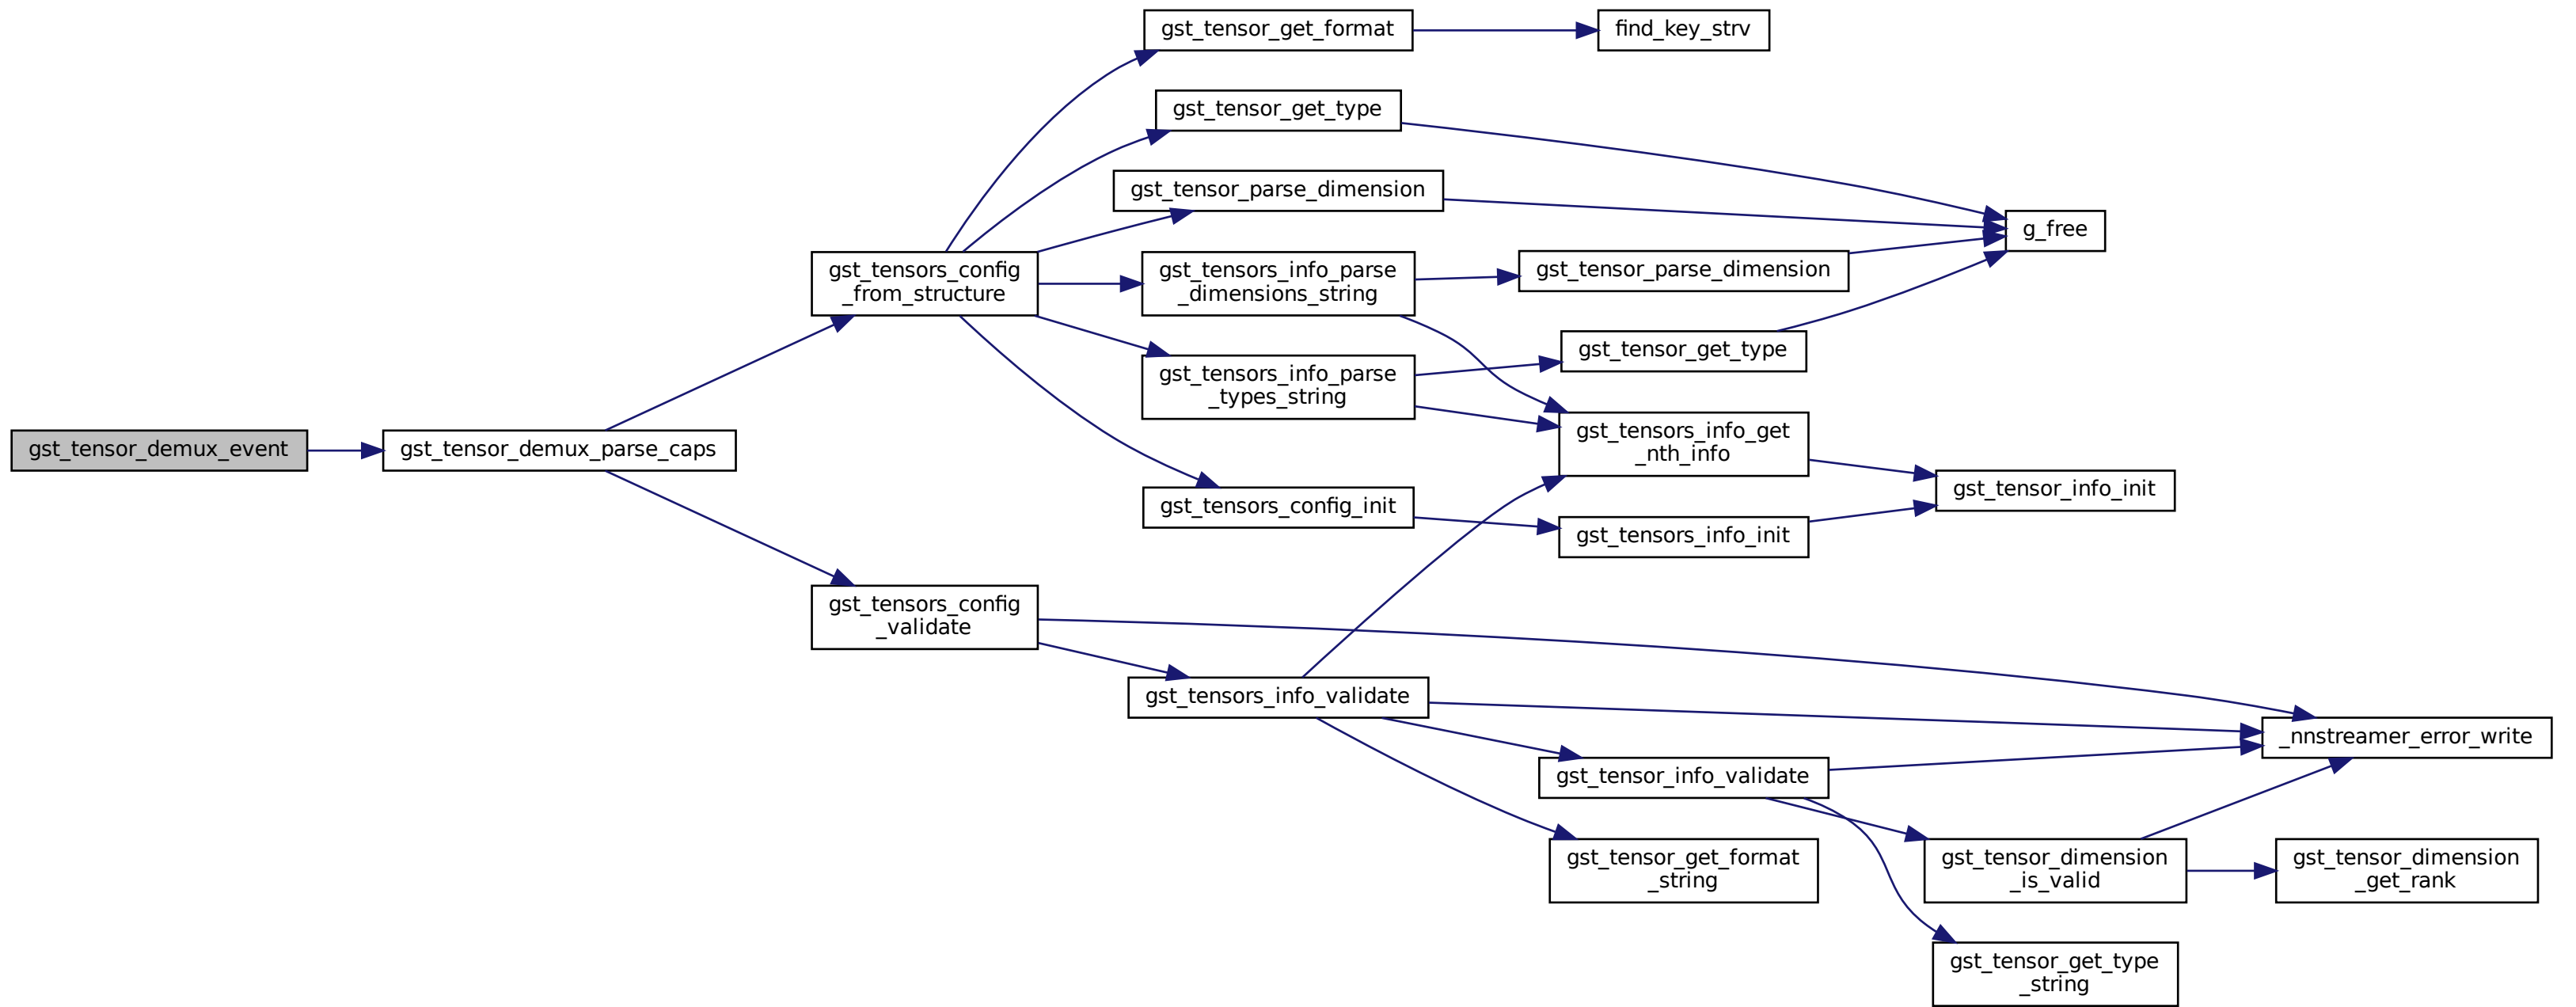 gst_tensor_demux_event
gst_tensor_demux_parse_caps
gst_tensors_config
_from_structure
gst_tensors_config
_validate
gst_tensor_get_format
gst_tensor_get_type
gst_tensor_parse_dimension
gst_tensors_info_parse
_dimensions_string
gst_tensors_info_parse
_types_string
gst_tensors_config_init
gst_tensors_info_validate
find_key_strv
gst_tensor_parse_dimension
gst_tensor_get_type
gst_tensors_info_get
_nth_info
gst_tensors_info_init
gst_tensor_info_validate
gst_tensor_get_format
_string
g_free
gst_tensor_info_init
gst_tensor_dimension
_is_valid
gst_tensor_get_type
_string
_nnstreamer_error_write
gst_tensor_dimension
_get_rank